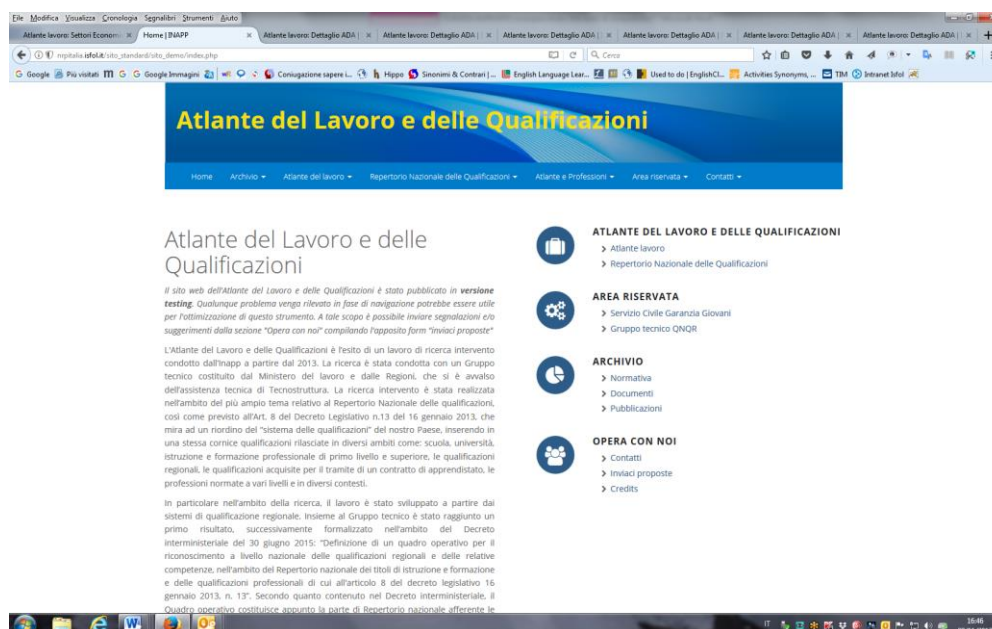 File Modifica Visualizza Cronologia Segnalibri Strumenti Aiuto
Atlante lavoro: Settori Econom Home | INAPP Atlante lavoro: Dettaglio ADA | Atlante lavoro: Dettaglio ADA | Atlante lavoro: Dettaglio ADA | Atlante lavoro: Dettaglio ADA | Atlante lavoro: Dettaglio ADA | Atlante lavoro: Dettaglio ADA |
nrpitalia.isfol.it/sito_standard/sito_demo/index.php Cerca
Google Più visitati Google Immagini Coniugazione sapere i... Hippo Sinonimi & Contrari | ... English Language Lear... Used to do | EnglishCl... Activities Synonyms, ... TIM Intranet Isfol
Atlante del Lavoro e delle Qualificazioni
Home Archivio Atlante del lavoro Repertorio Nazionale delle Qualificazioni Atlante e Professioni Area riservata Contatti
Atlante del Lavoro e delle
Qualificazioni
Il sito web dell'Atlante del Lavoro e delle Qualificazioni è stato pubblicato in versione
testing. Qualunque problema venga rilevato in fase di navigazione potrebbe essere utile
per l'ottimizzazione di questo strumento. A tale scopo è possibile inviare segnalazioni e/o
suggerimenti dalla sezione "Opera con noi" compilando l'apposito form "inviaci proposte"
L'Atlante del Lavoro e delle Qualificazioni è l'esito di un lavoro di ricerca intervento
condotto dall'Inapp a partire dal 2013. La ricerca è stata condotta con un Gruppo
tecnico costituito dal Ministero del lavoro e dalle Regioni, che si è avvalso
dell'assistenza tecnica di Tecnostruttura. La ricerca intervento è stata realizzata
nell'ambito del più ampio tema relativo al Repertorio Nazionale delle qualificazioni,
così come previsto all'Art. 8 del Decreto Legislativo n.13 del 16 gennaio 2013, che
mira ad un riordino del "sistema delle qualificazioni" del nostro Paese, inserendo in
una stessa cornice qualificazioni rilasciate in diversi ambiti come: scuola, università,
istruzione e formazione professionale di primo livello e superiore, le qualificazioni
regionali, le qualificazioni acquisite per il tramite di un contratto di apprendistato, le
professioni normate a vari livelli e in diversi contesti.
In particolare nell'ambito della ricerca, il lavoro è stato sviluppato a partire dai
sistemi di qualificazione regionale. Insieme al Gruppo tecnico è stato raggiunto un
primo risultato, successivamente formalizzato nell'ambito del Decreto
interministeriale del 30 giugno 2015: "Definizione di un quadro operativo per il
riconoscimento a livello nazionale delle qualificazioni regionali e delle relative
competenze, nell'ambito del Repertorio nazionale dei titoli di istruzione e formazione
e delle qualificazioni professionali di cui all'articolo 8 del decreto legislativo 16
gennaio 2013, n. 13". Secondo quanto contenuto nel Decreto interministeriale, il
Quadro operativo costituisce appunto la parte di Repertorio nazionale afferente le
ATLANTE DEL LAVORO E DELLE QUALIFICAZIONI
Atlante lavoro
Repertorio Nazionale delle Qualificazioni
AREA RISERVATA
Servizio Civile Garanzia Giovani
Gruppo tecnico QNQR
ARCHIVIO
Normativa
Documenti
Pubblicazioni
OPERA CON NOI
Contatti
Inviaci proposte
Credits
IT 16:46